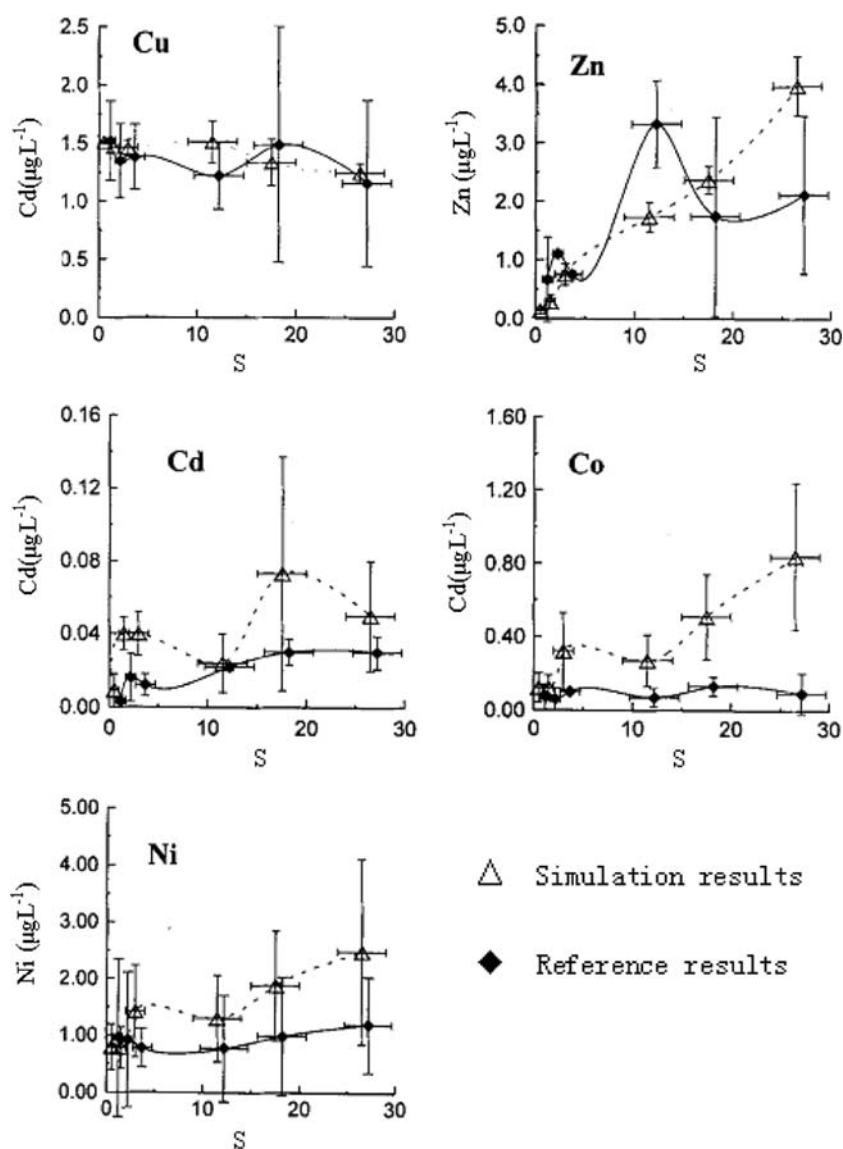 Cu
Cd(μgL⁻¹)
2.5
2.0
1.5
1.0
0.5
0.0
0 10 20 30
S
Zn
Zn (μgL⁻¹)
5.0
4.0
3.0
2.0
1.0
0.0
0 10 20 30
S
Cd
Cd(μgL⁻¹)
0.16
0.12
0.08
0.04
0.00
0 10 20 30
S
Co
Cd(μgL⁻¹)
1.60
1.20
0.80
0.40
0.00
0 10 20 30
S
Ni
Ni (μgL⁻¹)
5.00
4.00
3.00
2.00
1.00
0.00
0 10 20 30
S
Simulation results
Reference results